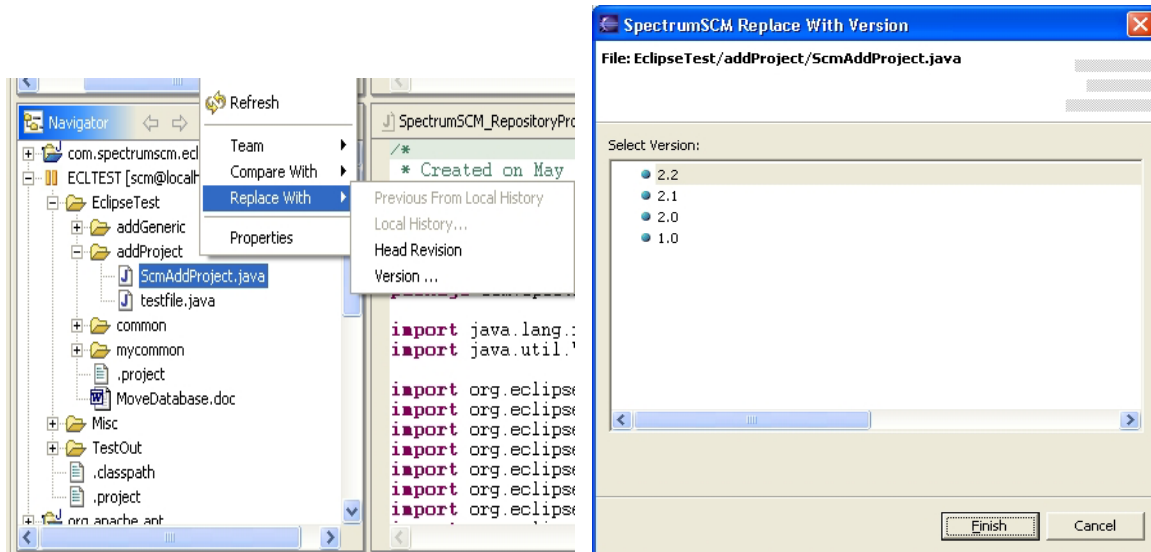 Refresh
Team
Compare With
Replace With
Properties
Previous From Local History
Local History...
Head Revision
Version ...
Navigator
com.spectrumscm.ecl
ECLTEST [scm@localH
EclipseTest
addGeneric
addProject
ScmAddProject.java
testfile.java
common
mycommon
.project
MoveDatabase.doc
Misc
TestOut
.classpath
.project
org.apache.ant
SpectrumSCM_RepositoryPro
/*
* Created on May
import java.lang.
import java.util.
import org.eclipse
import org.eclipse
import org.eclipse
import org.eclipse
import org.eclipse
import org.eclipse
import org.eclipse
SpectrumSCM Replace With Version
File: EclipseTest/addProject/ScmAddProject.java
Select Version:
2.2
2.1
2.0
1.0
Finish
Cancel